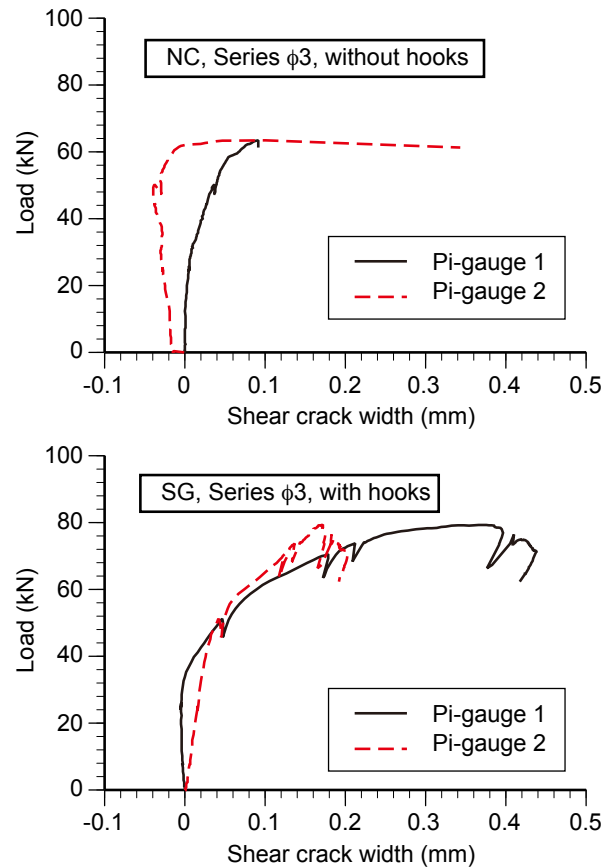 NC, Series ϕ3, without hooks
Load (kN)
100
80
60
40
20
0
Pi-gauge 1
Pi-gauge 2
-0.1 0 0.1 0.2 0.3 0.4 0.5
Shear crack width (mm)
SG, Series ϕ3, with hooks
Load (kN)
100
80
60
40
20
0
Pi-gauge 1
Pi-gauge 2
-0.1 0 0.1 0.2 0.3 0.4 0.5
Shear crack width (mm)